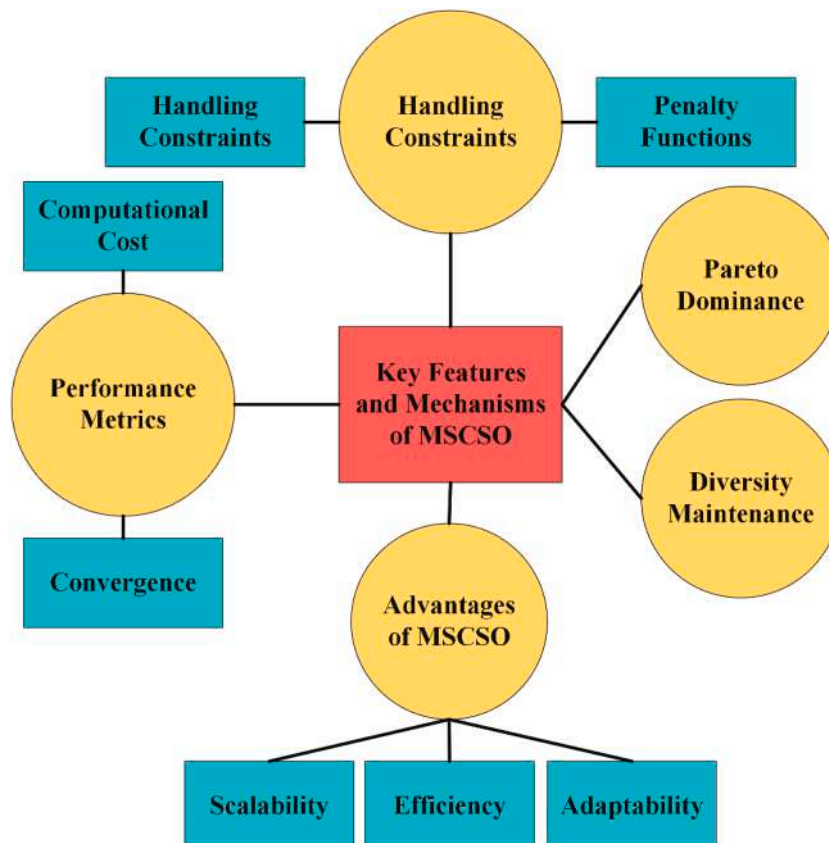 Handling
Constraints
Handling
Constraints
Penalty
Functions
Computational
Cost
Pareto
Dominance
Performance
Metrics
Key Features
and Mechanisms
of MSCSO
Diversity
Maintenance
Convergence
Advantages
of MSCSO
Scalability
Efficiency
Adaptability